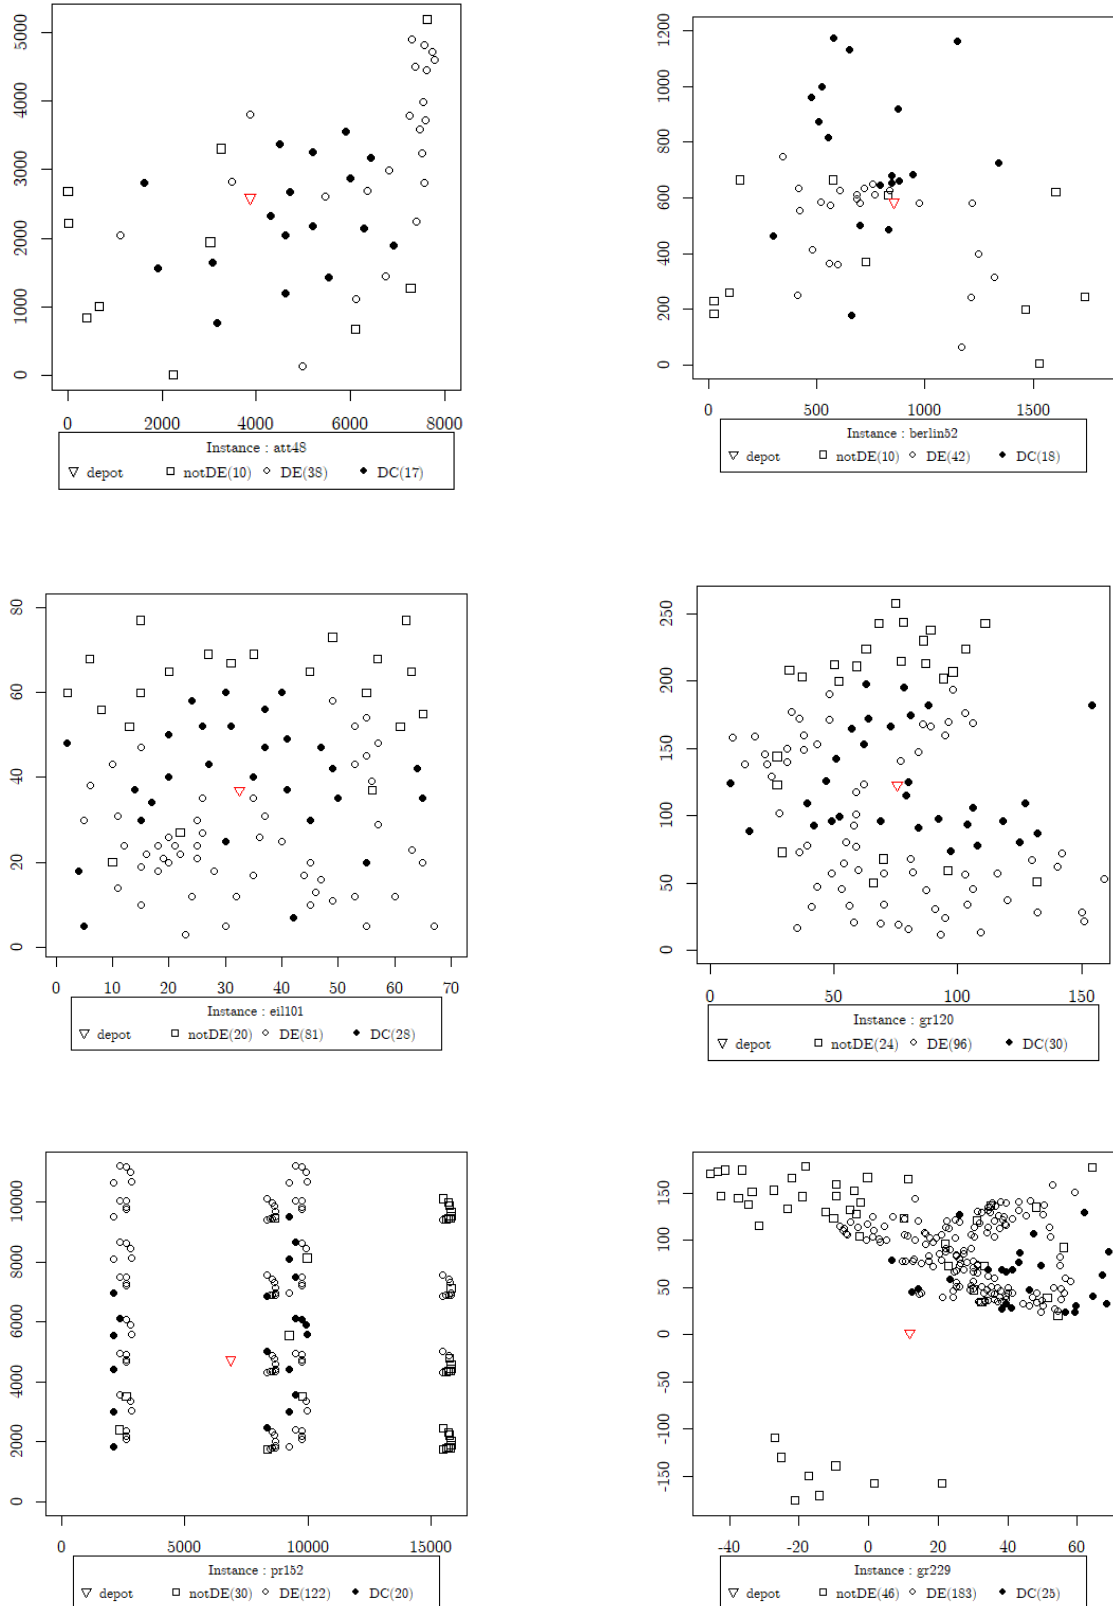 5000
4000
3000
2000
1000
0
0 2000 4000 6000 8000
Instance : att48
depot notDE(10) DE(38) DC(17)
1200
1000
800
600
400
200
0
0 500 1000 1500
Instance : berlin52
depot notDE(10) DE(42) DC(18)
80
60
40
20
0
0 10 20 30 40 50 60 70
Instance : eil101
depot notDE(20) DE(81) DC(28)
250
200
150
100
50
0
0 50 100 150
Instance : gr120
depot notDE(24) DE(96) DC(30)
10000
8000
6000
4000
2000
0
0 5000 10000 15000
Instance : pr152
depot notDE(30) DE(122) DC(20)
150
100
50
0
-50
-100
-150
-40 -20 0 20 40 60
Instance : gr229
depot notDE(46) DE(183) DC(25)